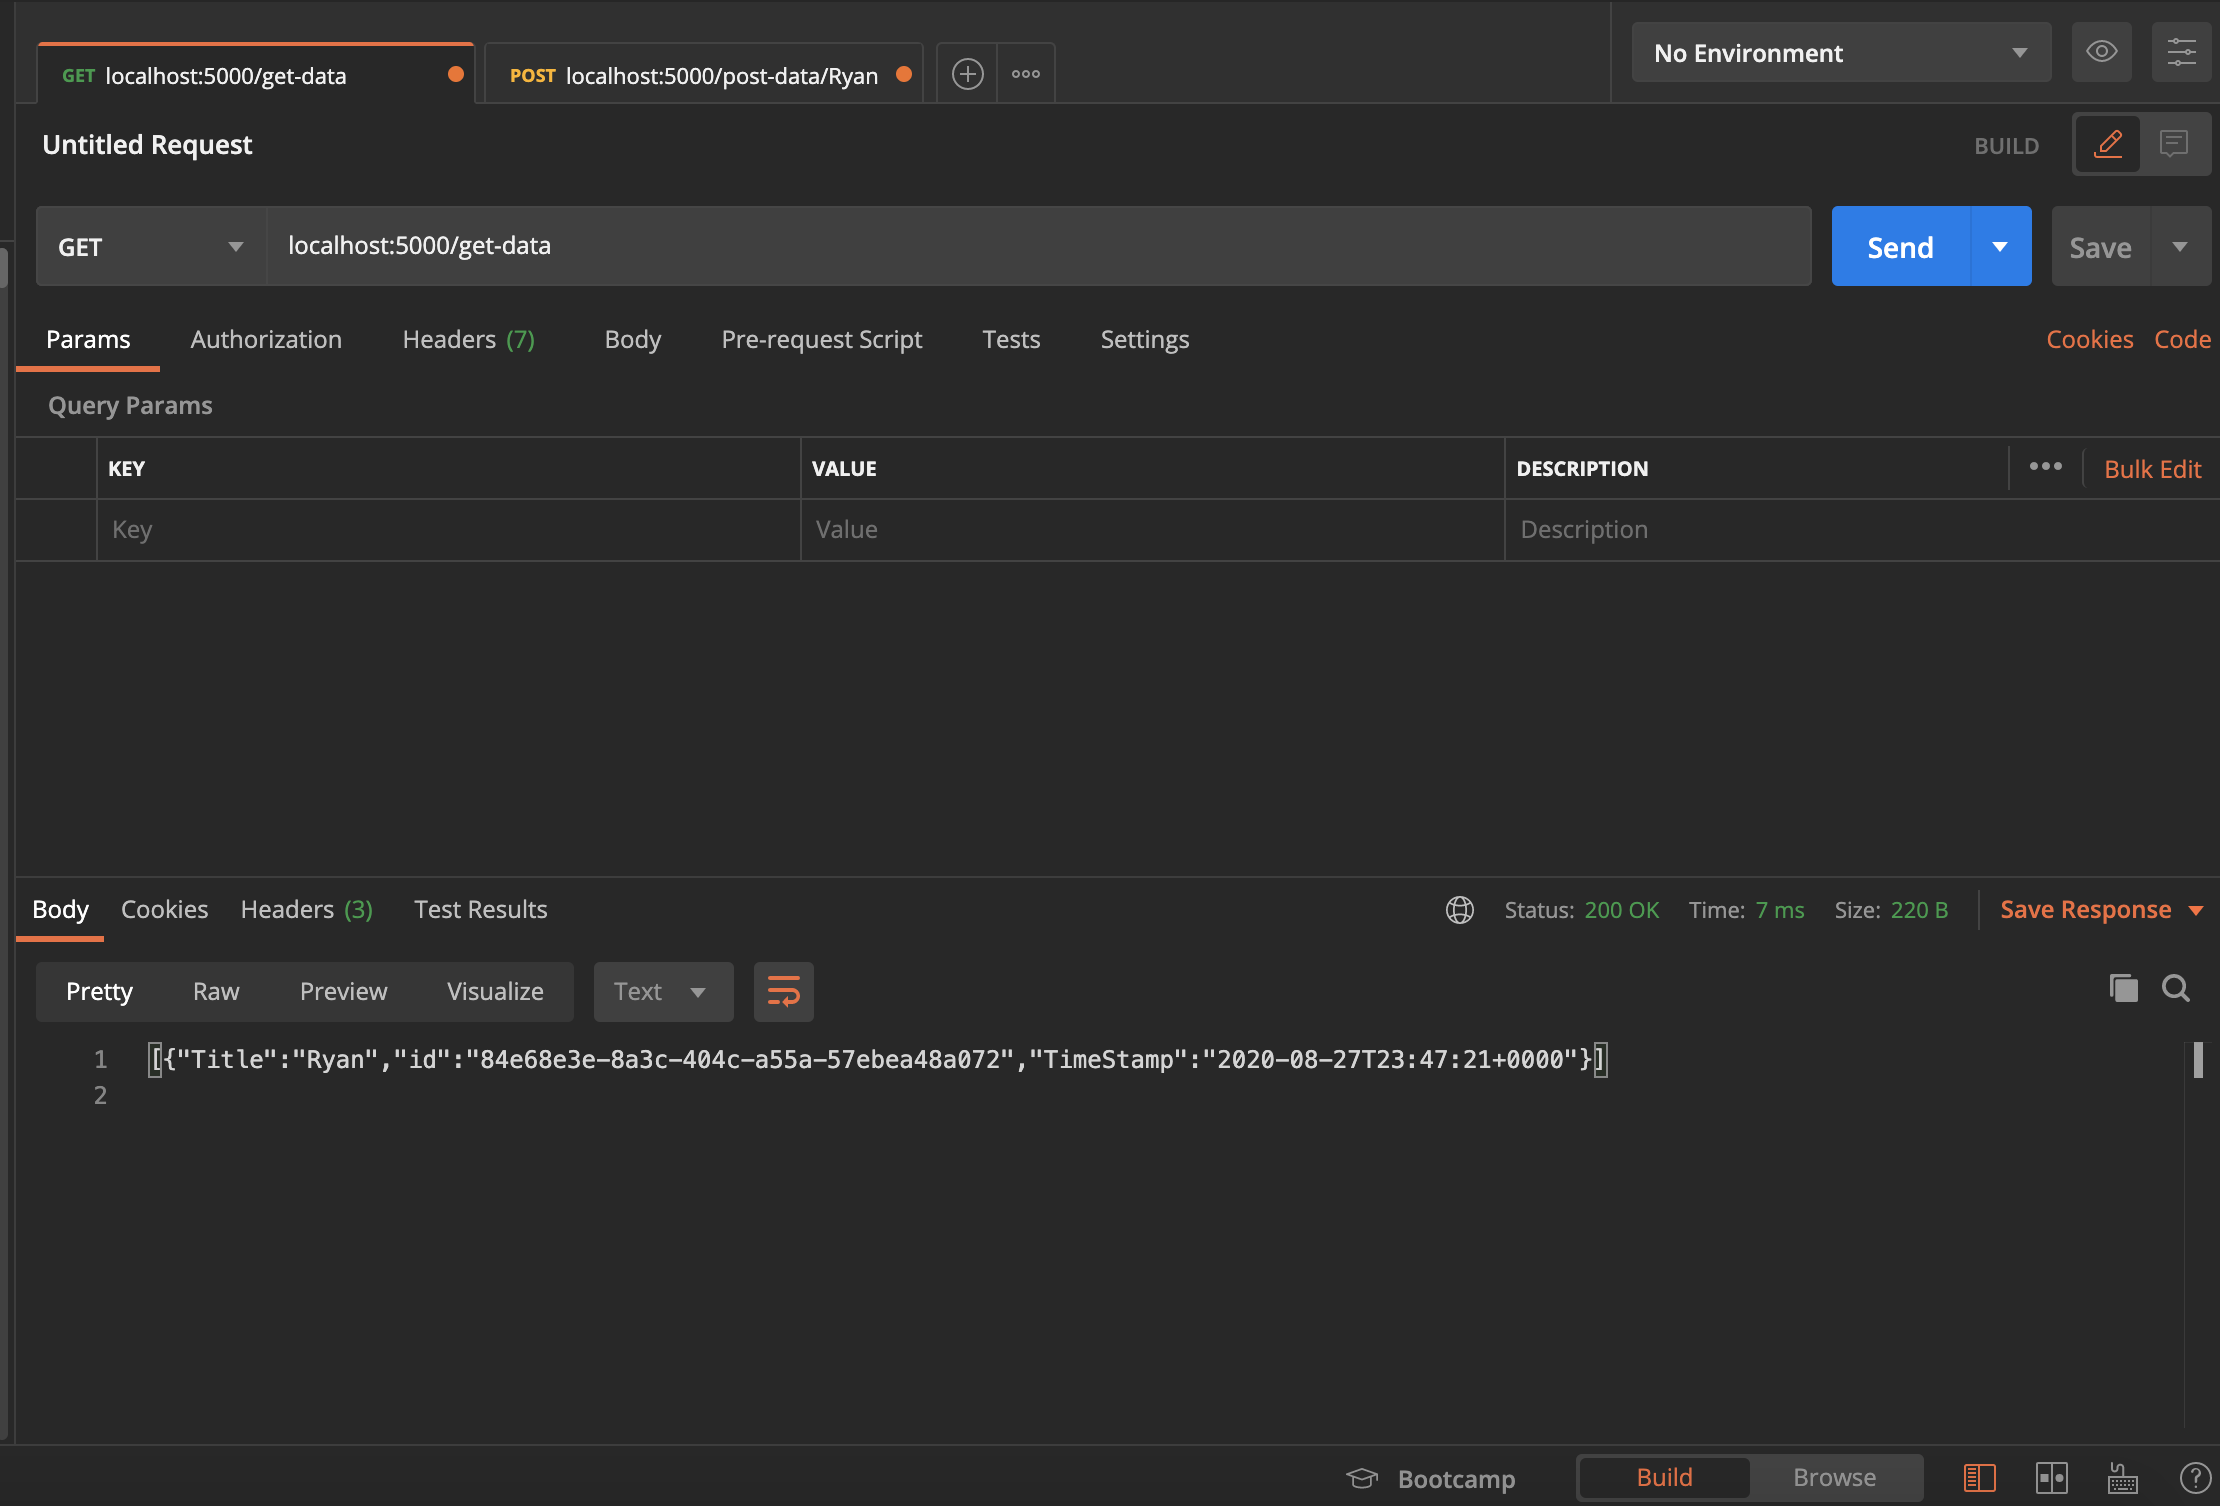 GET localhost:5000/get-data POST localhost:5000/post-data/Ryan No Environment
Untitled Request BUILD
GET localhost:5000/get-data Send Save
Params Authorization Headers (7) Body Pre-request Script Tests Settings Cookies Code
Query Params
KEY VALUE DESCRIPTION Bulk Edit
Key Value Description
Body Cookies Headers (3) Test Results Status: 200 OK Time: 7 ms Size: 220 B Save Response
Pretty Raw Preview Visualize Text
1 [{"Title":"Ryan","id":"84e68e3e-8a3c-404c-a55a-57ebea48a072","TimeStamp":"2020-08-27T23:47:21+0000"}]
2
Bootcamp Build Browse ?